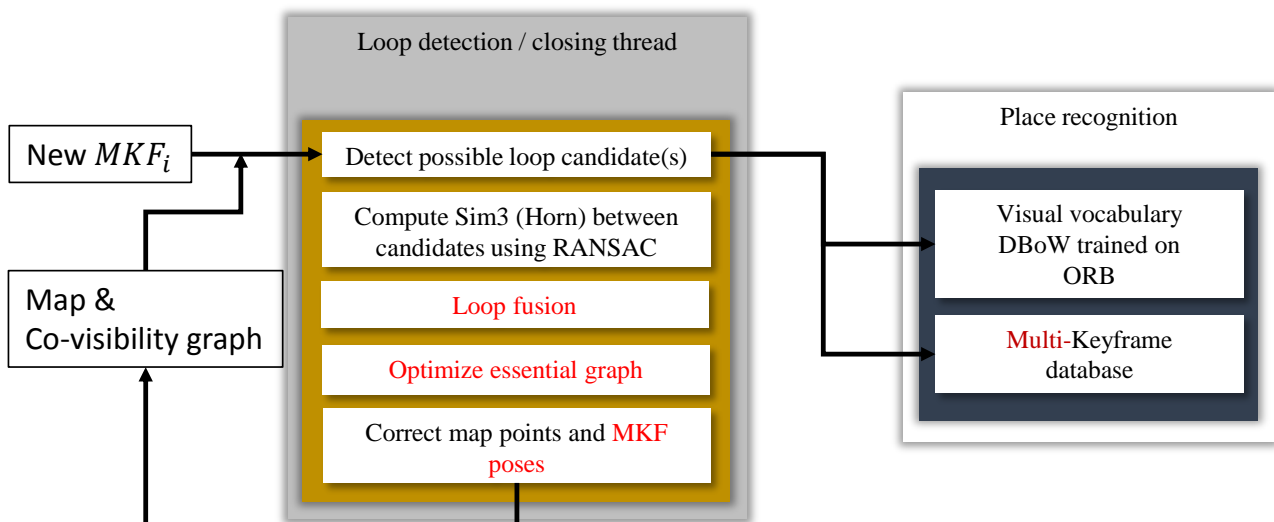 Loop detection / closing thread
New MKF_i
Detect possible loop candidate(s)
Compute Sim3 (Horn) between
candidates using RANSAC
Map &
Co-visibility graph
Loop fusion
Optimize essential graph
Correct map points and MKF
poses
Place recognition
Visual vocabulary
DBoW trained on
ORB
Multi-Keyframe
database